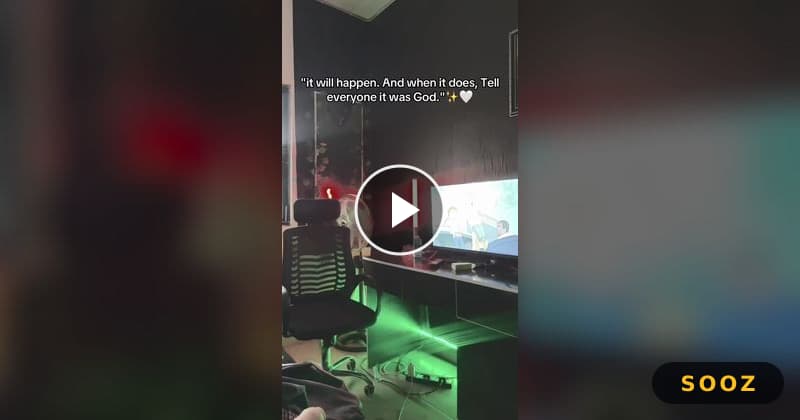 "it will happen. And when it does, Tell
everyone it was God."✨🤍
SOOZ